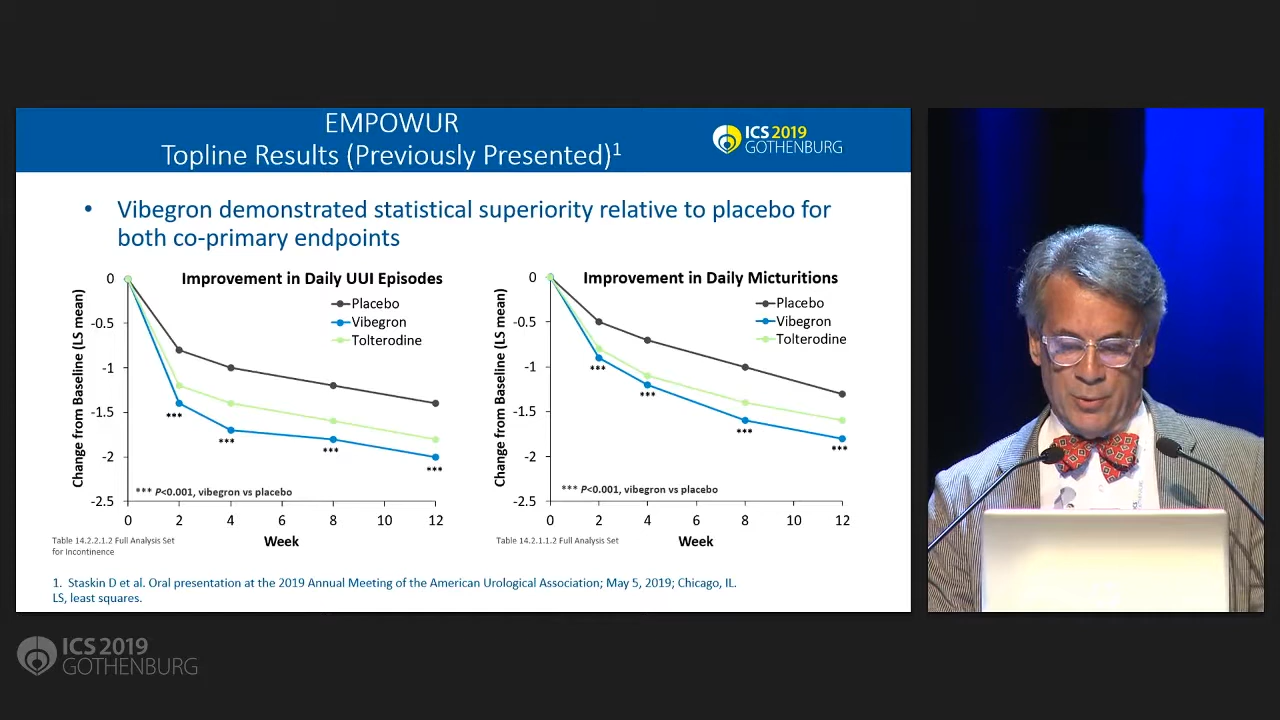 EMPOWUR
Topline Results (Previously Presented)1
ICS 2019
GOTHENBURG
• Vibegron demonstrated statistical superiority relative to placebo for
both co-primary endpoints
Improvement in Daily UUI Episodes
Placebo
Vibegron
Tolterodine
Change from Baseline (LS mean)
0
-0.5
-1
-1.5
-2
-2.5
***
***
***
***
*** P<0.001, vibegron vs placebo
0 2 4 6 8 10 12
Week
Table 14.2.2.1.2 Full Analysis Set
for Incontinence
Improvement in Daily Micturitions
Placebo
Vibegron
Tolterodine
Change from Baseline (LS mean)
0
-0.5
-1
-1.5
-2
-2.5
***
***
***
***
*** P<0.001, vibegron vs placebo
0 2 4 6 8 10 12
Week
Table 14.2.1.1.2 Full Analysis Set
1. Staskin D et al. Oral presentation at the 2019 Annual Meeting of the American Urological Association; May 5, 2019; Chicago, IL.
LS, least squares.
ICS 2019
GOTHENBURG